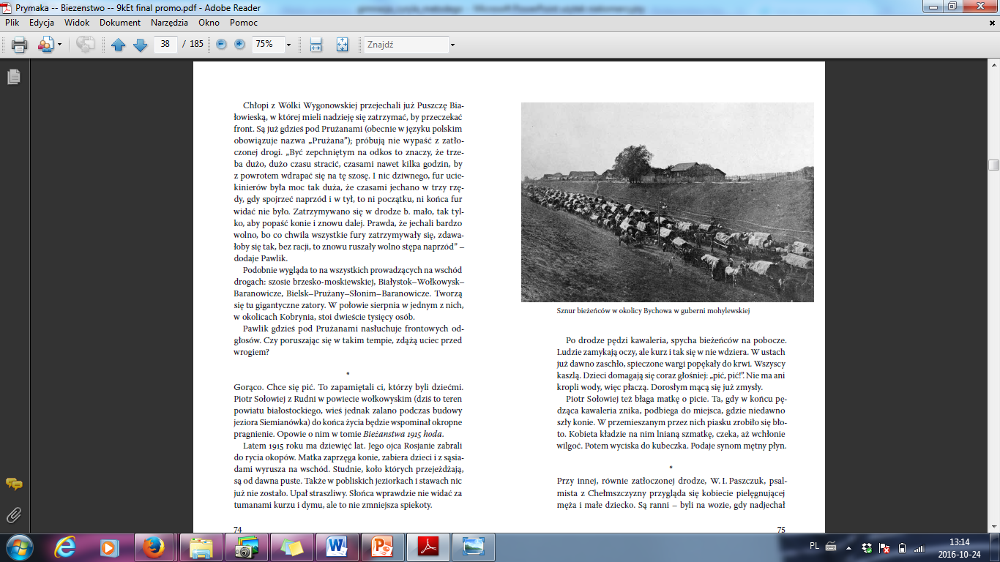 Prymaka -- Biezenstwo -- 9kEt final promo.pdf - Adobe Reader
Plik Edycja Widok Dokument Narzędzia Okno Pomoc
38 / 185 75% Znajdź
Chłopi z Wólki Wygonowskiej przejechali już Puszczę Bia-
łowieską, w której mieli nadzieję się zatrzymać, by przeczekać
front. Są już gdzieś pod Prużanami (obecnie w języku polskim
obowiązuje nazwa „Prużana”); próbują nie wypaść z zatło-
czonej drogi. „Być zepchniętym na odkos to znaczy, że trze-
ba dużo, dużo czasu stracić, czasami nawet kilka godzin, by
z powrotem wdrapać się na tę szosę. I nic dziwnego, fur ucie-
kinierów była moc tak duża, że czasami jechano w trzy rzę-
dy, gdy spojrzeć naprzód i w tył, to ni początku, ni końca fur
widać nie było. Zatrzymywano się w drodze b. mało, tak tyl-
ko, aby popaść konie i znowu dalej. Prawda, że jechali bardzo
wolno, bo co chwila wszystkie fury zatrzymywały się, zdawa-
łoby się tak, bez racji, to znowu ruszały wolno stępa naprzód” –
dodaje Pawlik.
Podobnie wygląda to na wszystkich prowadzących na wschód
drogach: szosie brzesko-moskiewskiej, Białystok–Wołkowysk–
Baranowicze, Bielsk–Prużany–Słonim–Baranowicze. Tworzą
się tu gigantyczne zatory. W połowie sierpnia w jednym z nich,
w okolicach Kobrynia, stoi dwieście tysięcy osób.
Pawlik gdzieś pod Prużanami nasłuchuje frontowych od-
głosów. Czy poruszając się w takim tempie, zdążą uciec przed
wrogiem?
*
Gorąco. Chce się pić. To zapamiętali ci, którzy byli dziećmi.
Piotr Sołowiej z Rudni w powiecie wołkowyskim (dziś to teren
powiatu białostockiego, wieś jednak zalano podczas budowy
jeziora Siemianówka) do końca życia będzie wspominał okropne
pragnienie. Opowie o nim w tomie Bieżanstwa 1915 hoda.
Latem 1915 roku ma dziewięć lat. Jego ojca Rosjanie zabrali
do rycia okopów. Matka zaprzęga konie, zabiera dzieci i z sąsia-
dami wyrusza na wschód. Studnie, koło których przejeżdżają,
są od dawna puste. Także w pobliskich jeziorkach i stawach nic
już nie zostało. Upał straszliwy. Słońca wprawdzie nie widać za
tumanami kurzu i dymu, ale to nie zmniejsza spiekoty.
74
Sznur bieżeńców w okolicy Bychowa w guberni mohylewskiej
Po drodze pędzi kawaleria, spycha bieżeńców na pobocze.
Ludzie zamykają oczy, ale kurz i tak się w nie wdziera. W ustach
już dawno zaschło, spieczone wargi popękały do krwi. Wszyscy
kaszlą. Dzieci domagają się coraz głośniej: „pić, pić!”. Nie ma ani
kropli wody, więc płaczą. Dorosłym mącą się już zmysły.
Piotr Sołowiej też błaga matkę o picie. Ta, gdy w końcu pę-
dząca kawaleria znika, podbiega do miejsca, gdzie niedawno
szły konie. W przemieszanym przez nich piasku zrobiło się bło-
to. Kobieta kładzie na nim lnianą szmatkę, czeka, aż wchłonie
wilgoć. Potem wyciska do kubeczka. Podaje synom mętny płyn.
*
Przy innej, równie zatłoczonej drodze, W. I. Paszczuk, psal-
mista z Chełmszczyzny przygląda się kobiecie pielęgnującej
męża i małe dziecko. Są ranni – byli na wozie, gdy nadjechał
75
PL 13:14
2016-10-24